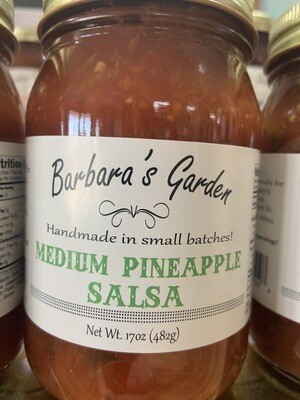 Barbara's Garden
Handmade in small batches!
MEDIUM PINEAPPLE
SALSA
Net Wt. 17oz (482g)